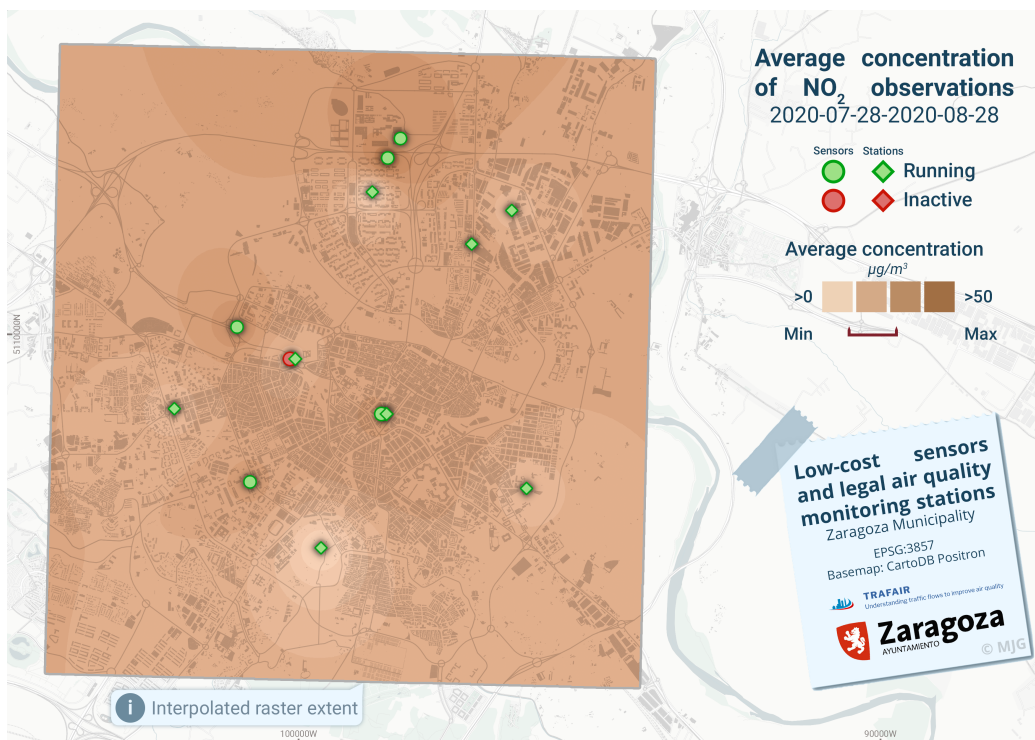 Average concentration
of NO₂ observations
2020-07-28-2020-08-28
Sensors Stations
Running
Inactive
Average concentration
µg/m³
>0 >50
Min Max
5110000N
Low-cost sensors
and legal air quality
monitoring stations
Zaragoza Municipality
EPSG:3857
Basemap: CartoDB Positron
TRAFAIR
Understanding traffic flows to improve air quality
Zaragoza
AYUNTAMIENTO
© MJG
i Interpolated raster extent
100000W 90000W